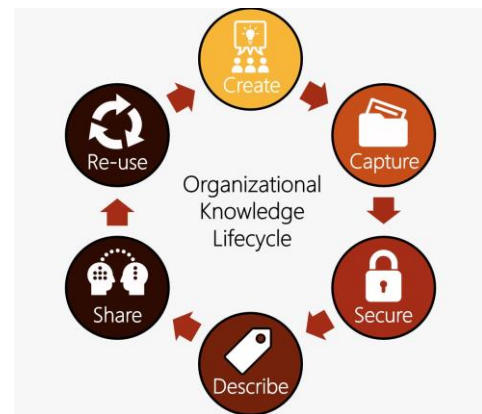 Create
Capture
Secure
Describe
Share
Re-use
Organizational
Knowledge
Lifecycle